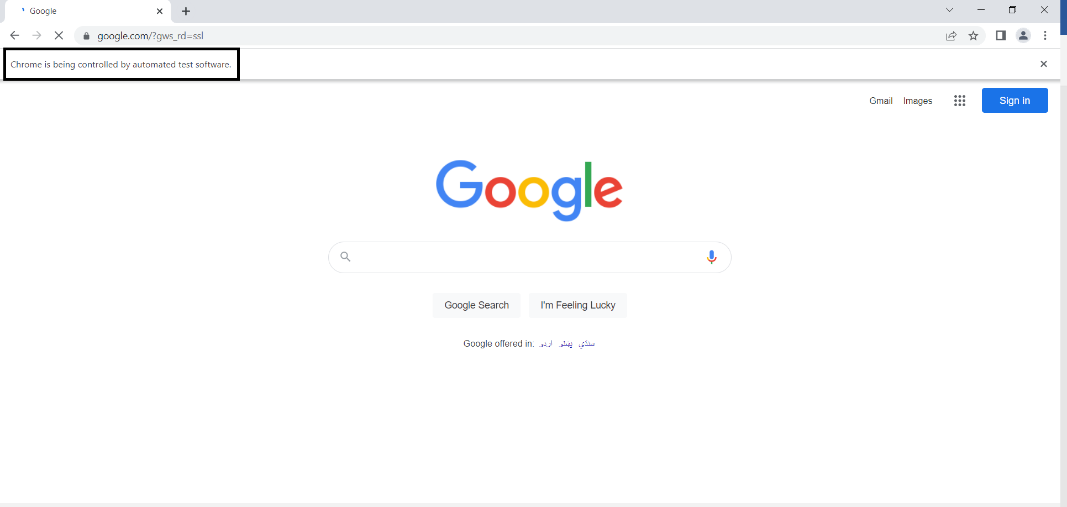 Google
google.com/?gws_rd=ssl
Chrome is being controlled by automated test software.
Gmail Images Sign in
Google
Google Search I'm Feeling Lucky
Google offered in: اردو پښتو سنڌي